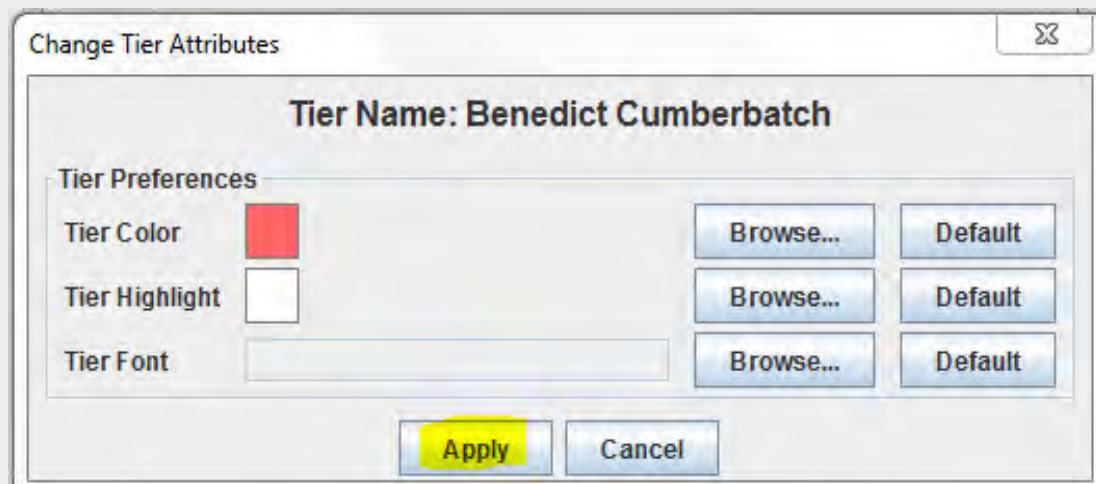 Change Tier Attributes
Tier Name: Benedict Cumberbatch
Tier Preferences
Tier Color Browse... Default
Tier Highlight Browse... Default
Tier Font Browse... Default
Apply Cancel